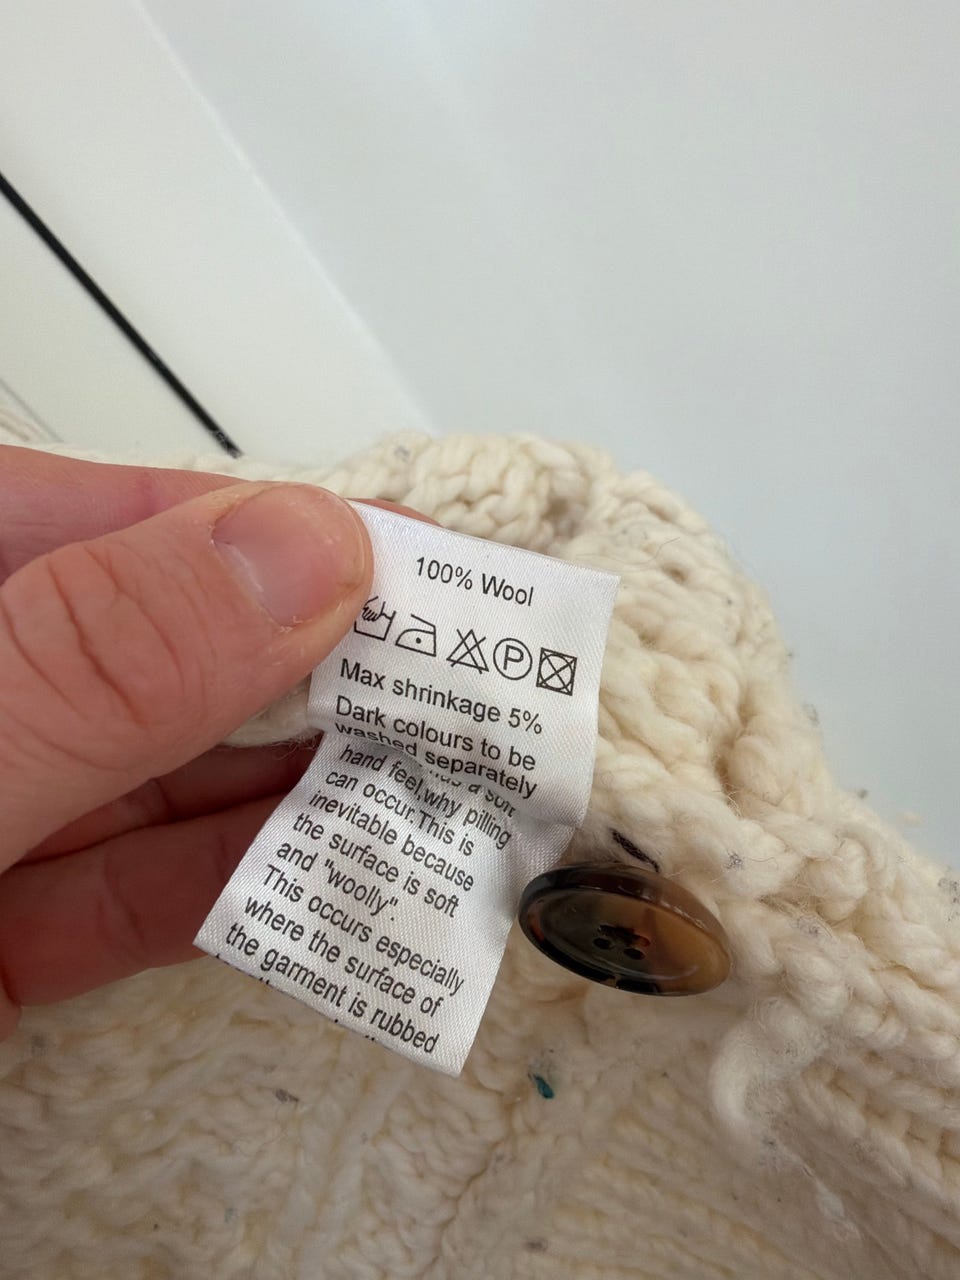 100% Wool
P
Max shrinkage 5%
Dark colours to be
washed separately
has a soft
hand feel,why pilling
can occur.This is
inevitable because
the surface is soft
and "woolly".
This occurs especially
where the surface of
the garment is rubbed